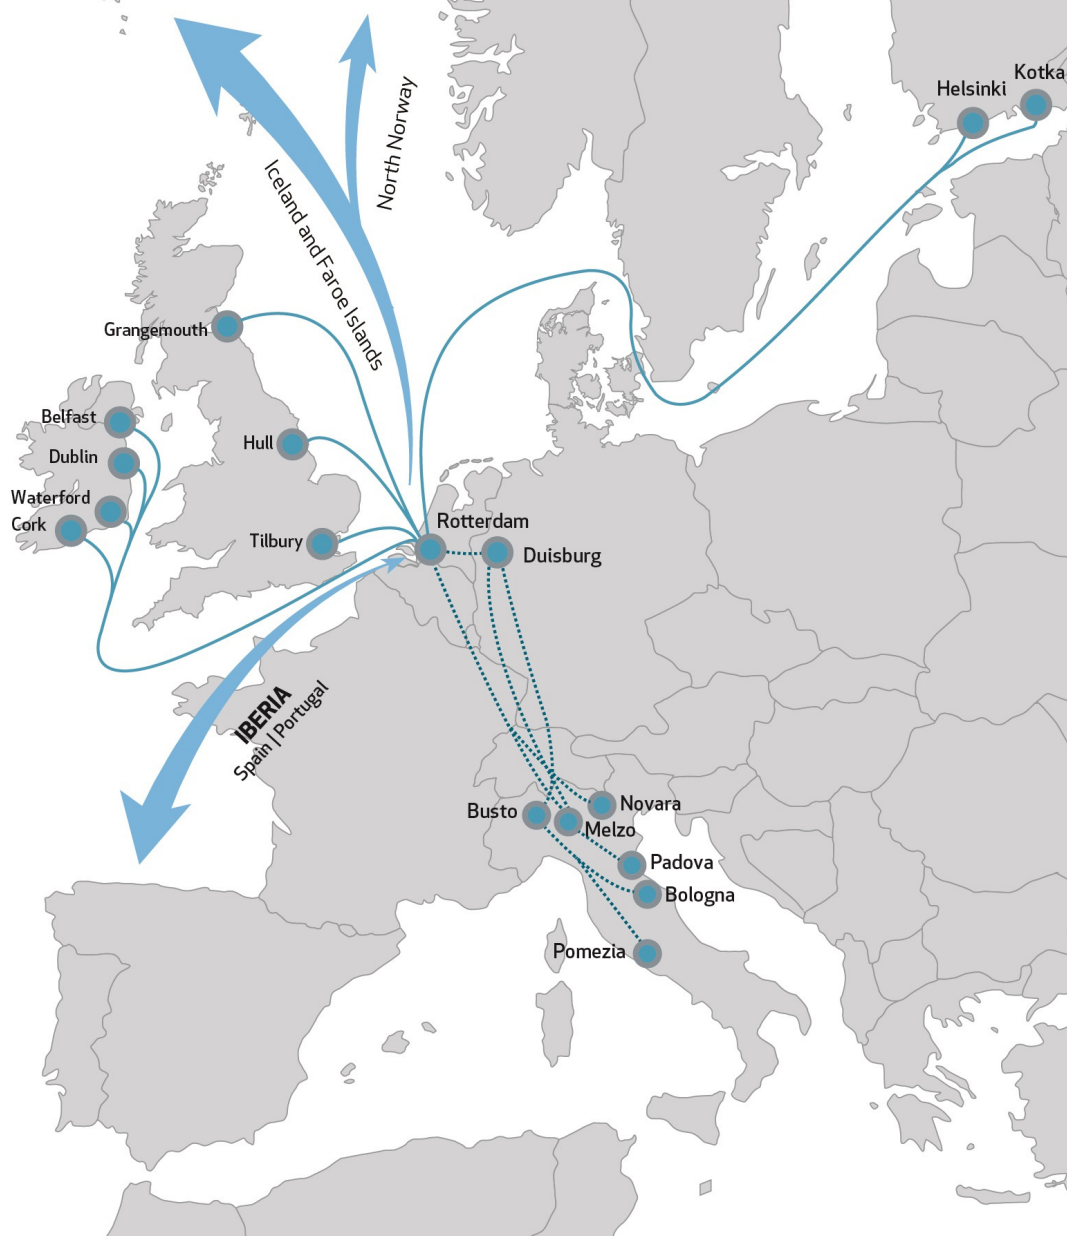 Kotka
Helsinki
North Norway
Iceland and Faroe Islands
Grangemouth
Belfast
Hull
Dublin
Waterford
Cork
Rotterdam
Tilbury
Duisburg
IBERIA
Spain | Portugal
Busto
Novara
Melzo
Padova
Bologna
Pomezia